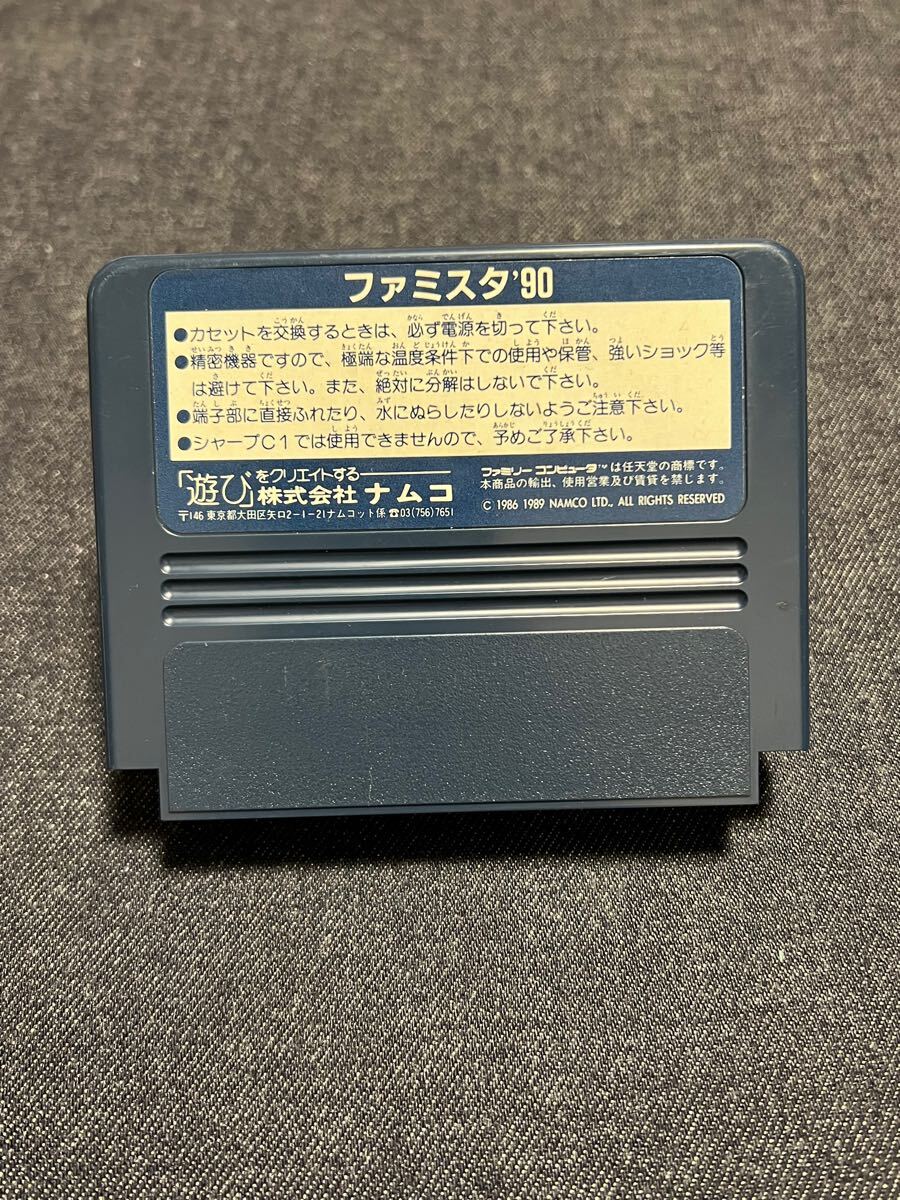 ファミスタ'90
●カセットを交換するときは、必ず電源を切って下さい。
●精密機器ですので、極端な温度条件下での使用や保管、強いショック等
は避けて下さい。また、絶対に分解はしないで下さい。
●端子部に直接ふれたり、水にぬらしたりしないようご注意下さい。
●シャープC1では使用できませんので、予めご了承下さい。
「遊び」をクリエイトする
株式会社 ナムコ
〒146 東京都大田区矢口2-1-21ナムコット係 ☎03(756)7651
ファミリーコンピュータ™は任天堂の商標です。
本商品の輸出、使用営業及び賃貸を禁じます。
© 1986 1989 NAMCO LTD., ALL RIGHTS RESERVED